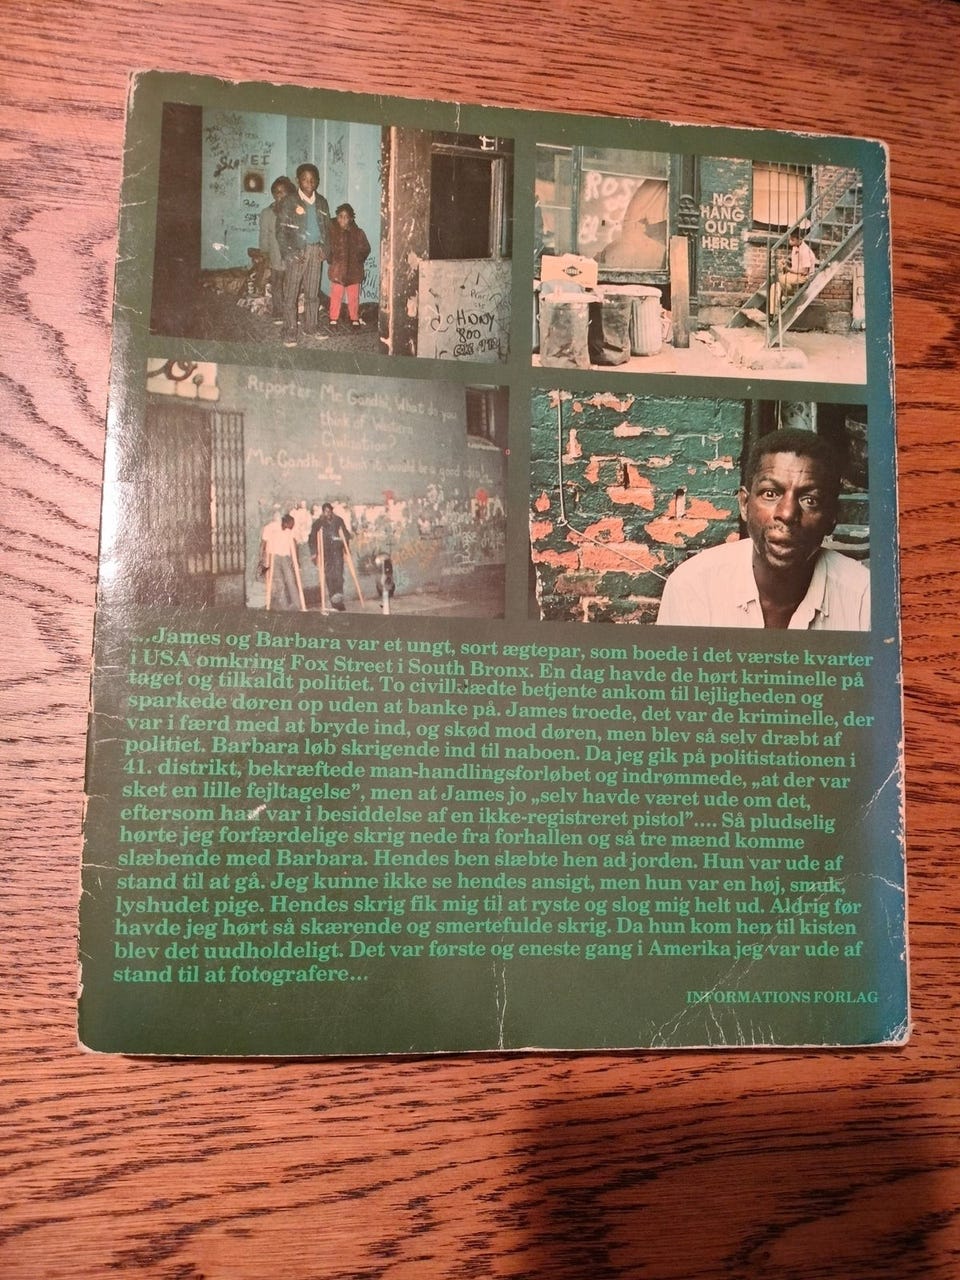 EI
JOHNNY
800
ROS
NO
HANG
OUT
HERE
Reporter: Mr. Gandhi, What do you
think of Western
Civilization?
Mr. Gandhi: I think it would be a good idea!
...James og Barbara var et ungt, sort ægtepar, som boede i det værste kvarter
i USA omkring Fox Street i South Bronx. En dag havde de hørt kriminelle på
taget og tilkaldt politiet. To civilklædte betjente ankom til lejligheden og
sparkede døren op uden at banke på. James troede, det var de kriminelle, der
var i færd med at bryde ind, og skød mod døren, men blev så selv dræbt af
politiet. Barbara løb skrigende ind til naboen. Da jeg gik på politistationen i
41. distrikt, bekræftede man-handlingsforløbet og indrømmede, „at der var
sket en lille fejltagelse”, men at James jo „selv havde været ude om det,
eftersom han var i besiddelse af en ikke-registreret pistol”.... Så pludselig
hørte jeg forfærdelige skrig nede fra forhallen og så tre mænd komme
slæbende med Barbara. Hendes ben slæbte hen ad jorden. Hun var ude af
stand til at gå. Jeg kunne ikke se hendes ansigt, men hun var en høj, smuk,
lyshudet pige. Hendes skrig fik mig til at ryste og slog mig helt ud. Aldrig før
havde jeg hørt så skærende og smertefulde skrig. Da hun kom hen til kisten
blev det uudholdeligt. Det var første og eneste gang i Amerika jeg var ude af
stand til at fotografere...
INFORMATIONS FORLAG